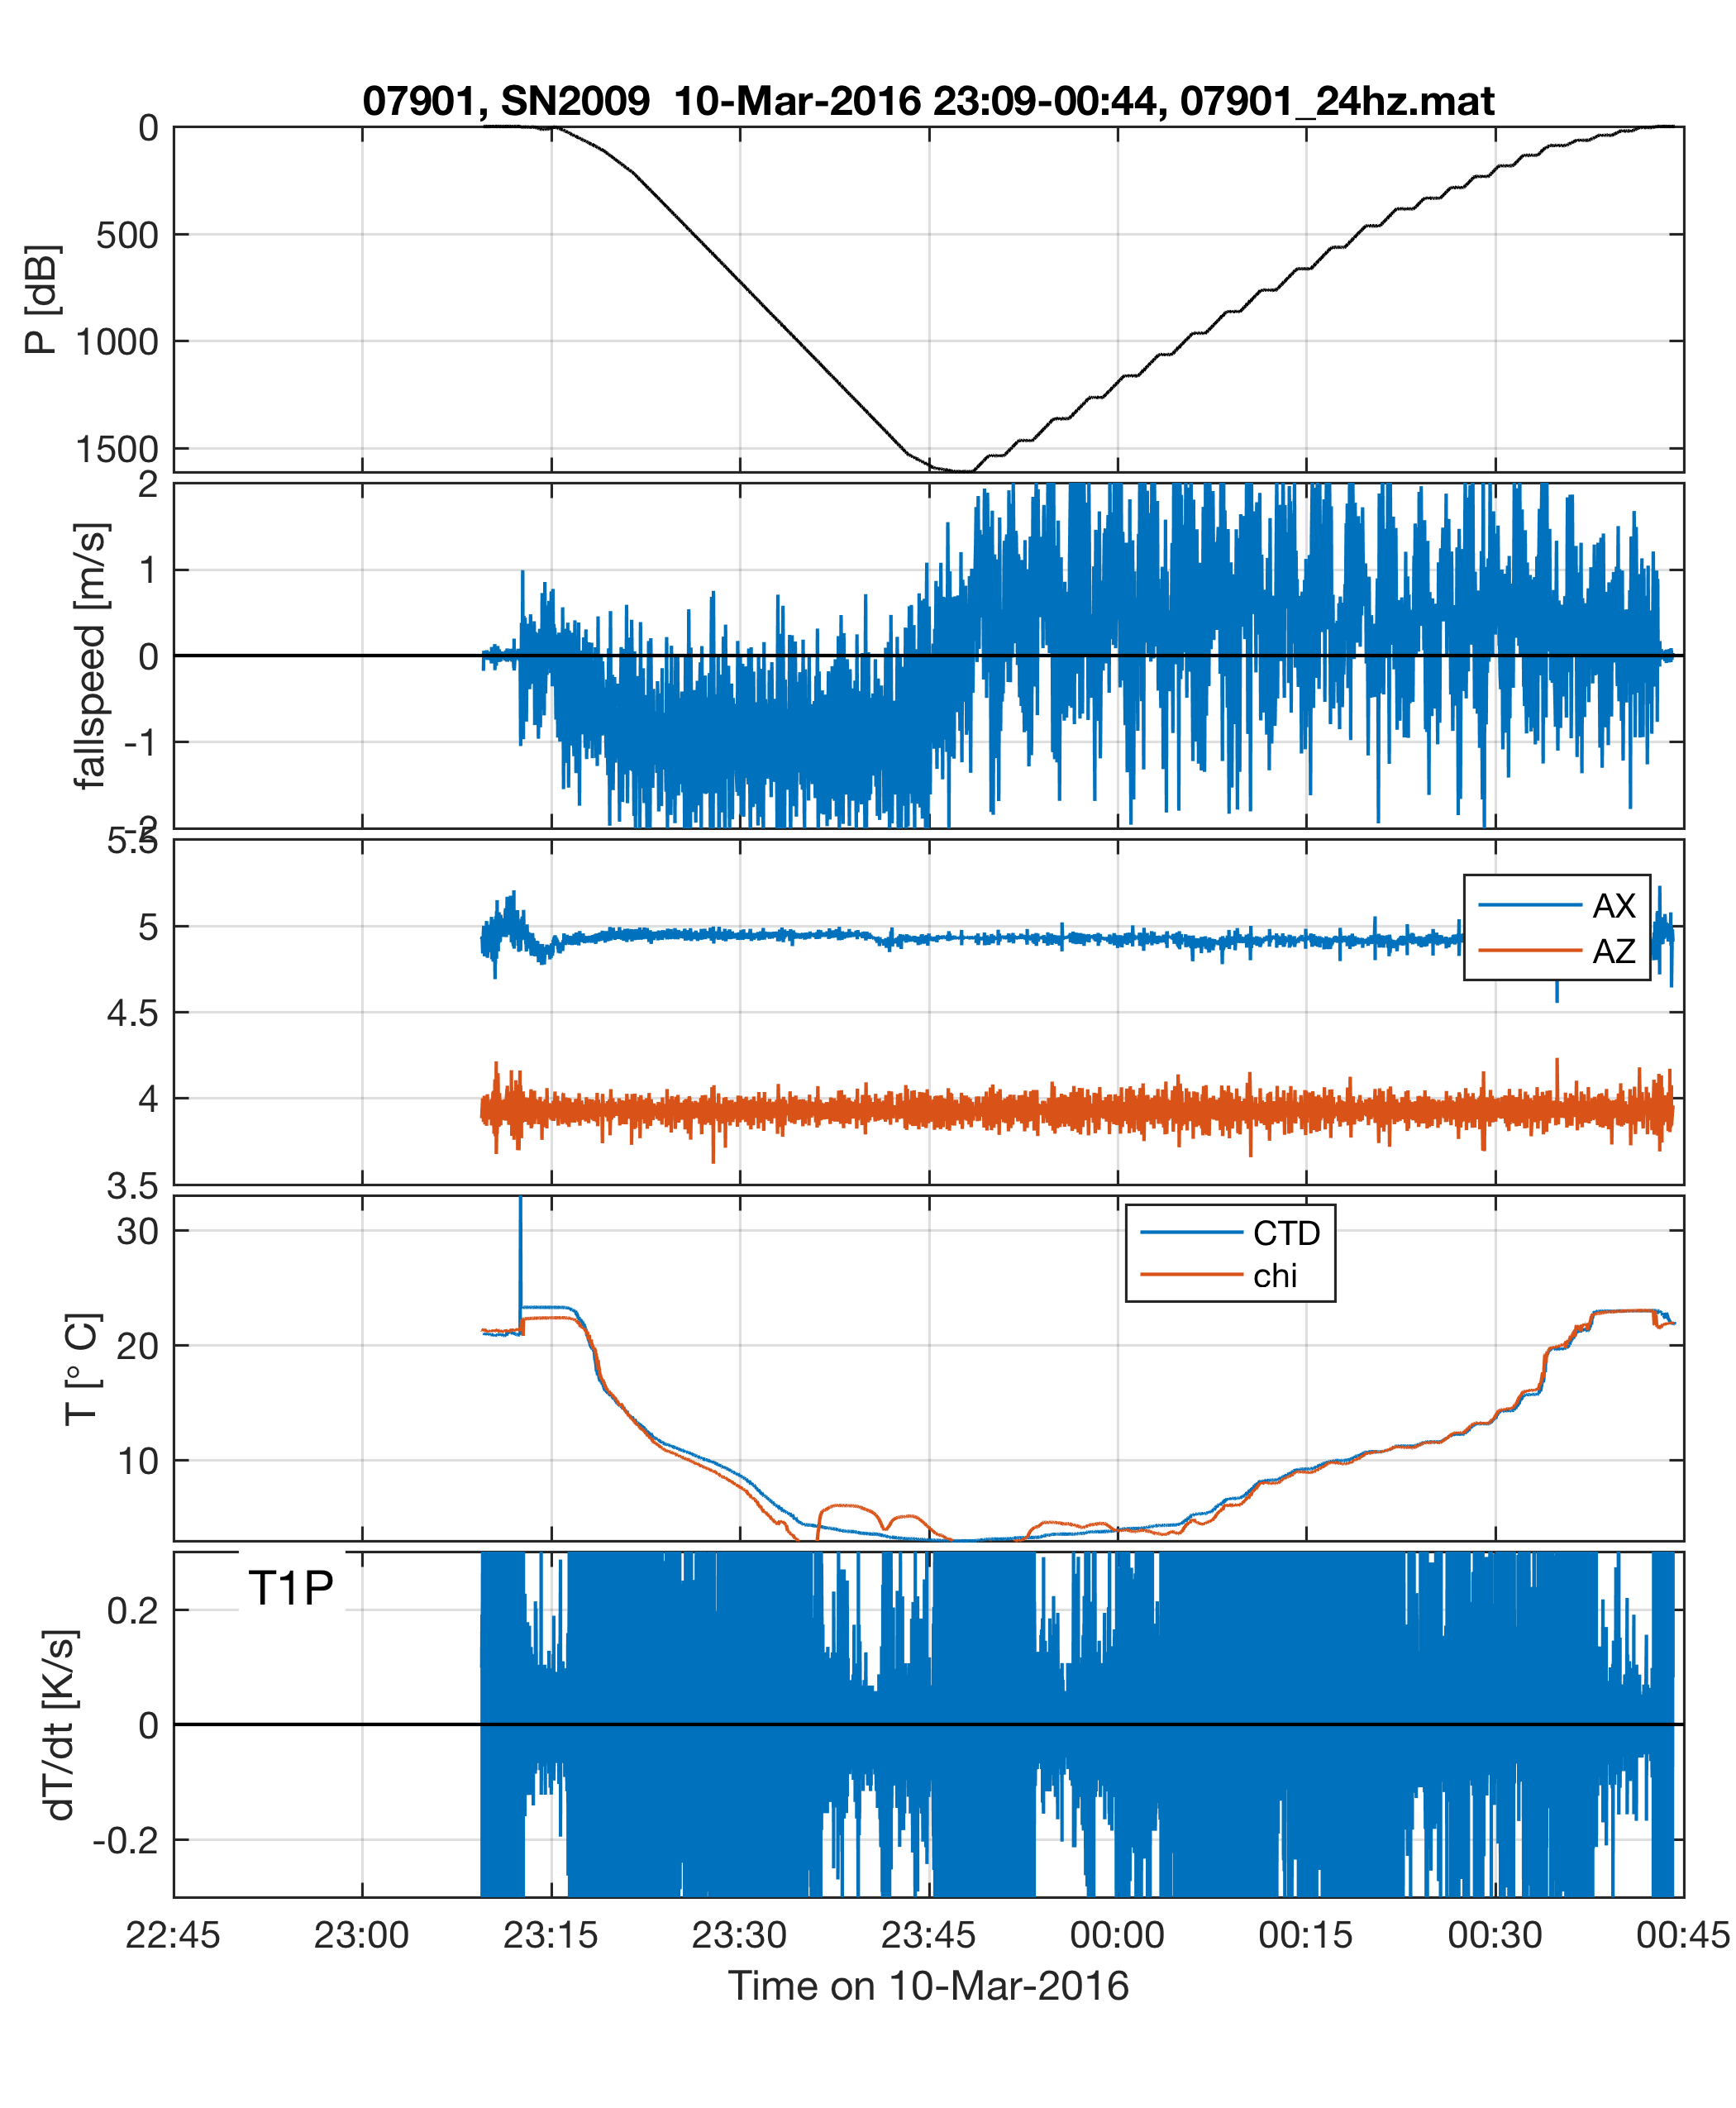 07901, SN2009  10-Mar-2016 23:09-00:44, 07901_24hz.mat
0
500
1000
1500
P [dB]
2
1
0
-1
-2
fallspeed [m/s]
5.5
5
4.5
4
3.5
AX
AZ
30
20
10
T [° C]
CTD
chi
T1P
0.2
0
-0.2
dT/dt [K/s]
22:45 23:00 23:15 23:30 23:45 00:00 00:15 00:30 00:45
Time on 10-Mar-2016